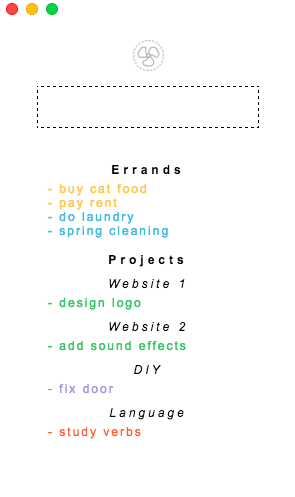 Errands
- buy cat food
- pay rent
- do laundry
- spring cleaning
Projects
Website 1
- design logo
Website 2
- add sound effects
DIY
- fix door
Language
- study verbs